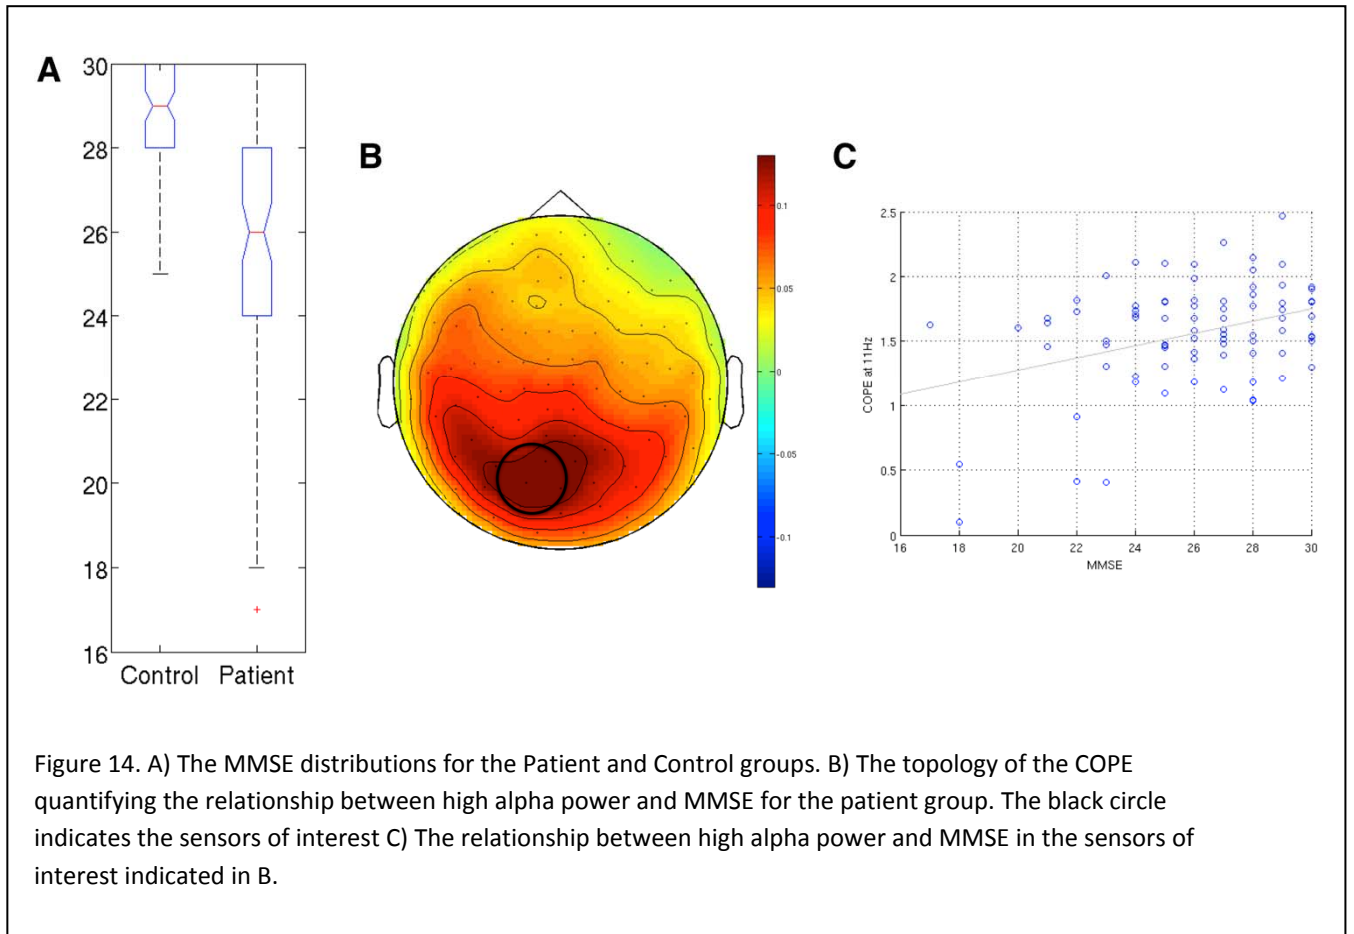 A
30
28
26
24
22
20
18
16
Control Patient
B
0.1
0.05
0
-0.05
-0.1
C
COPE at 11Hz
2.5
2
1.5
1
0.5
0
16 18 20 22 24 26 28 30
MMSE
Figure 14. A) The MMSE distributions for the Patient and Control groups. B) The topology of the COPE
quantifying the relationship between high alpha power and MMSE for the patient group. The black circle
indicates the sensors of interest C) The relationship between high alpha power and MMSE in the sensors of
interest indicated in B.